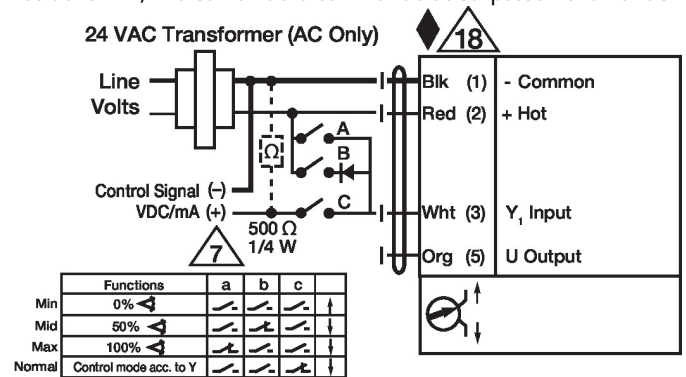 24 VAC Transformer (AC Only)
18
Line
Volts
Blk (1) - Common
Red (2) + Hot
A
Ω
B
Control Signal (–)
VDC/mA (+)
C
Wht (3) Y1 Input
500 Ω
1/4 W
7
Org (5) U Output
Functions a b c
Min 0%
Mid 50%
Max 100%
Normal Control mode acc. to Y